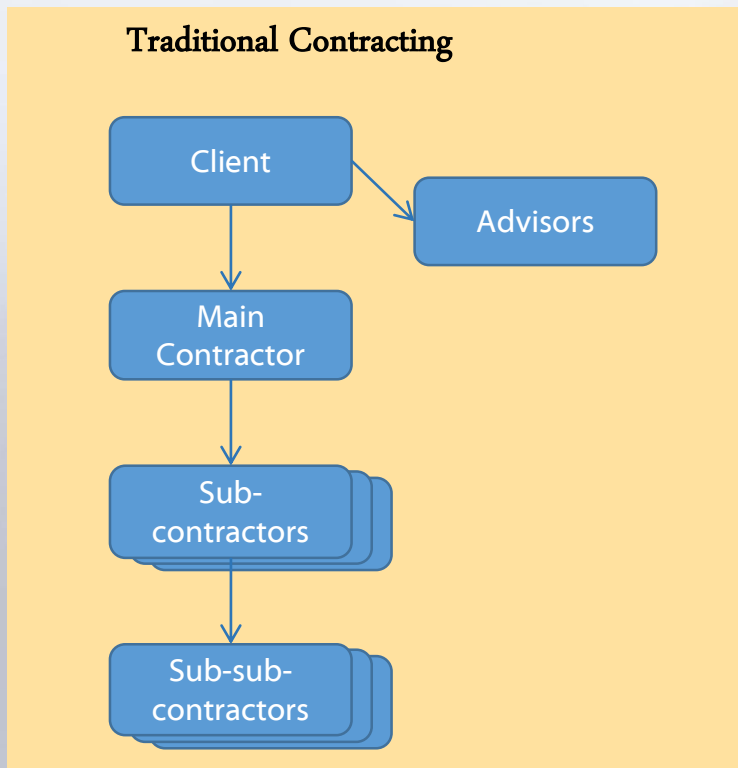 Traditional Contracting
Client
Advisors
Main
Contractor
Sub-
contractors
Sub-sub-
contractors